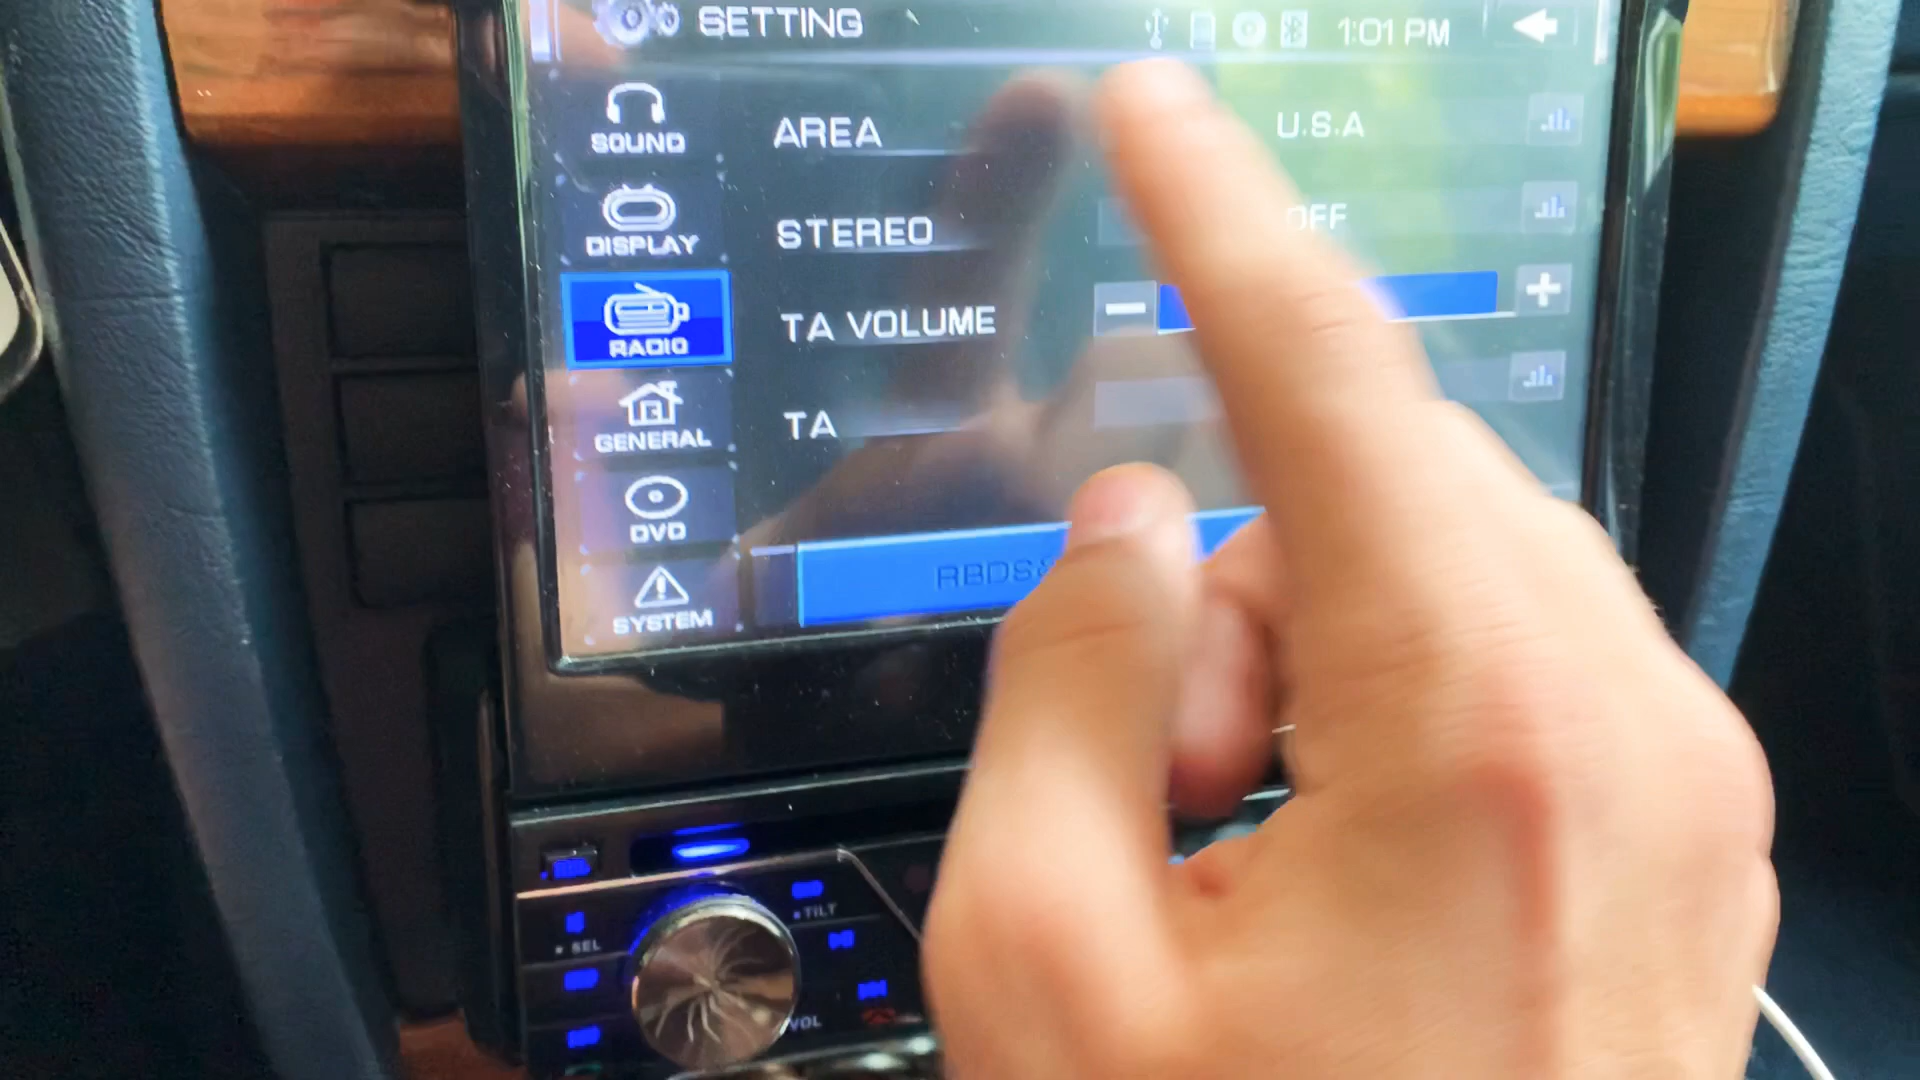 SETTING 1:01 PM
SOUND
AREA U.S.A
DISPLAY
STEREO OFF
RADIO
TA VOLUME
GENERAL
TA
DVD
RBDS&
SYSTEM
TILT
SEL
VOL